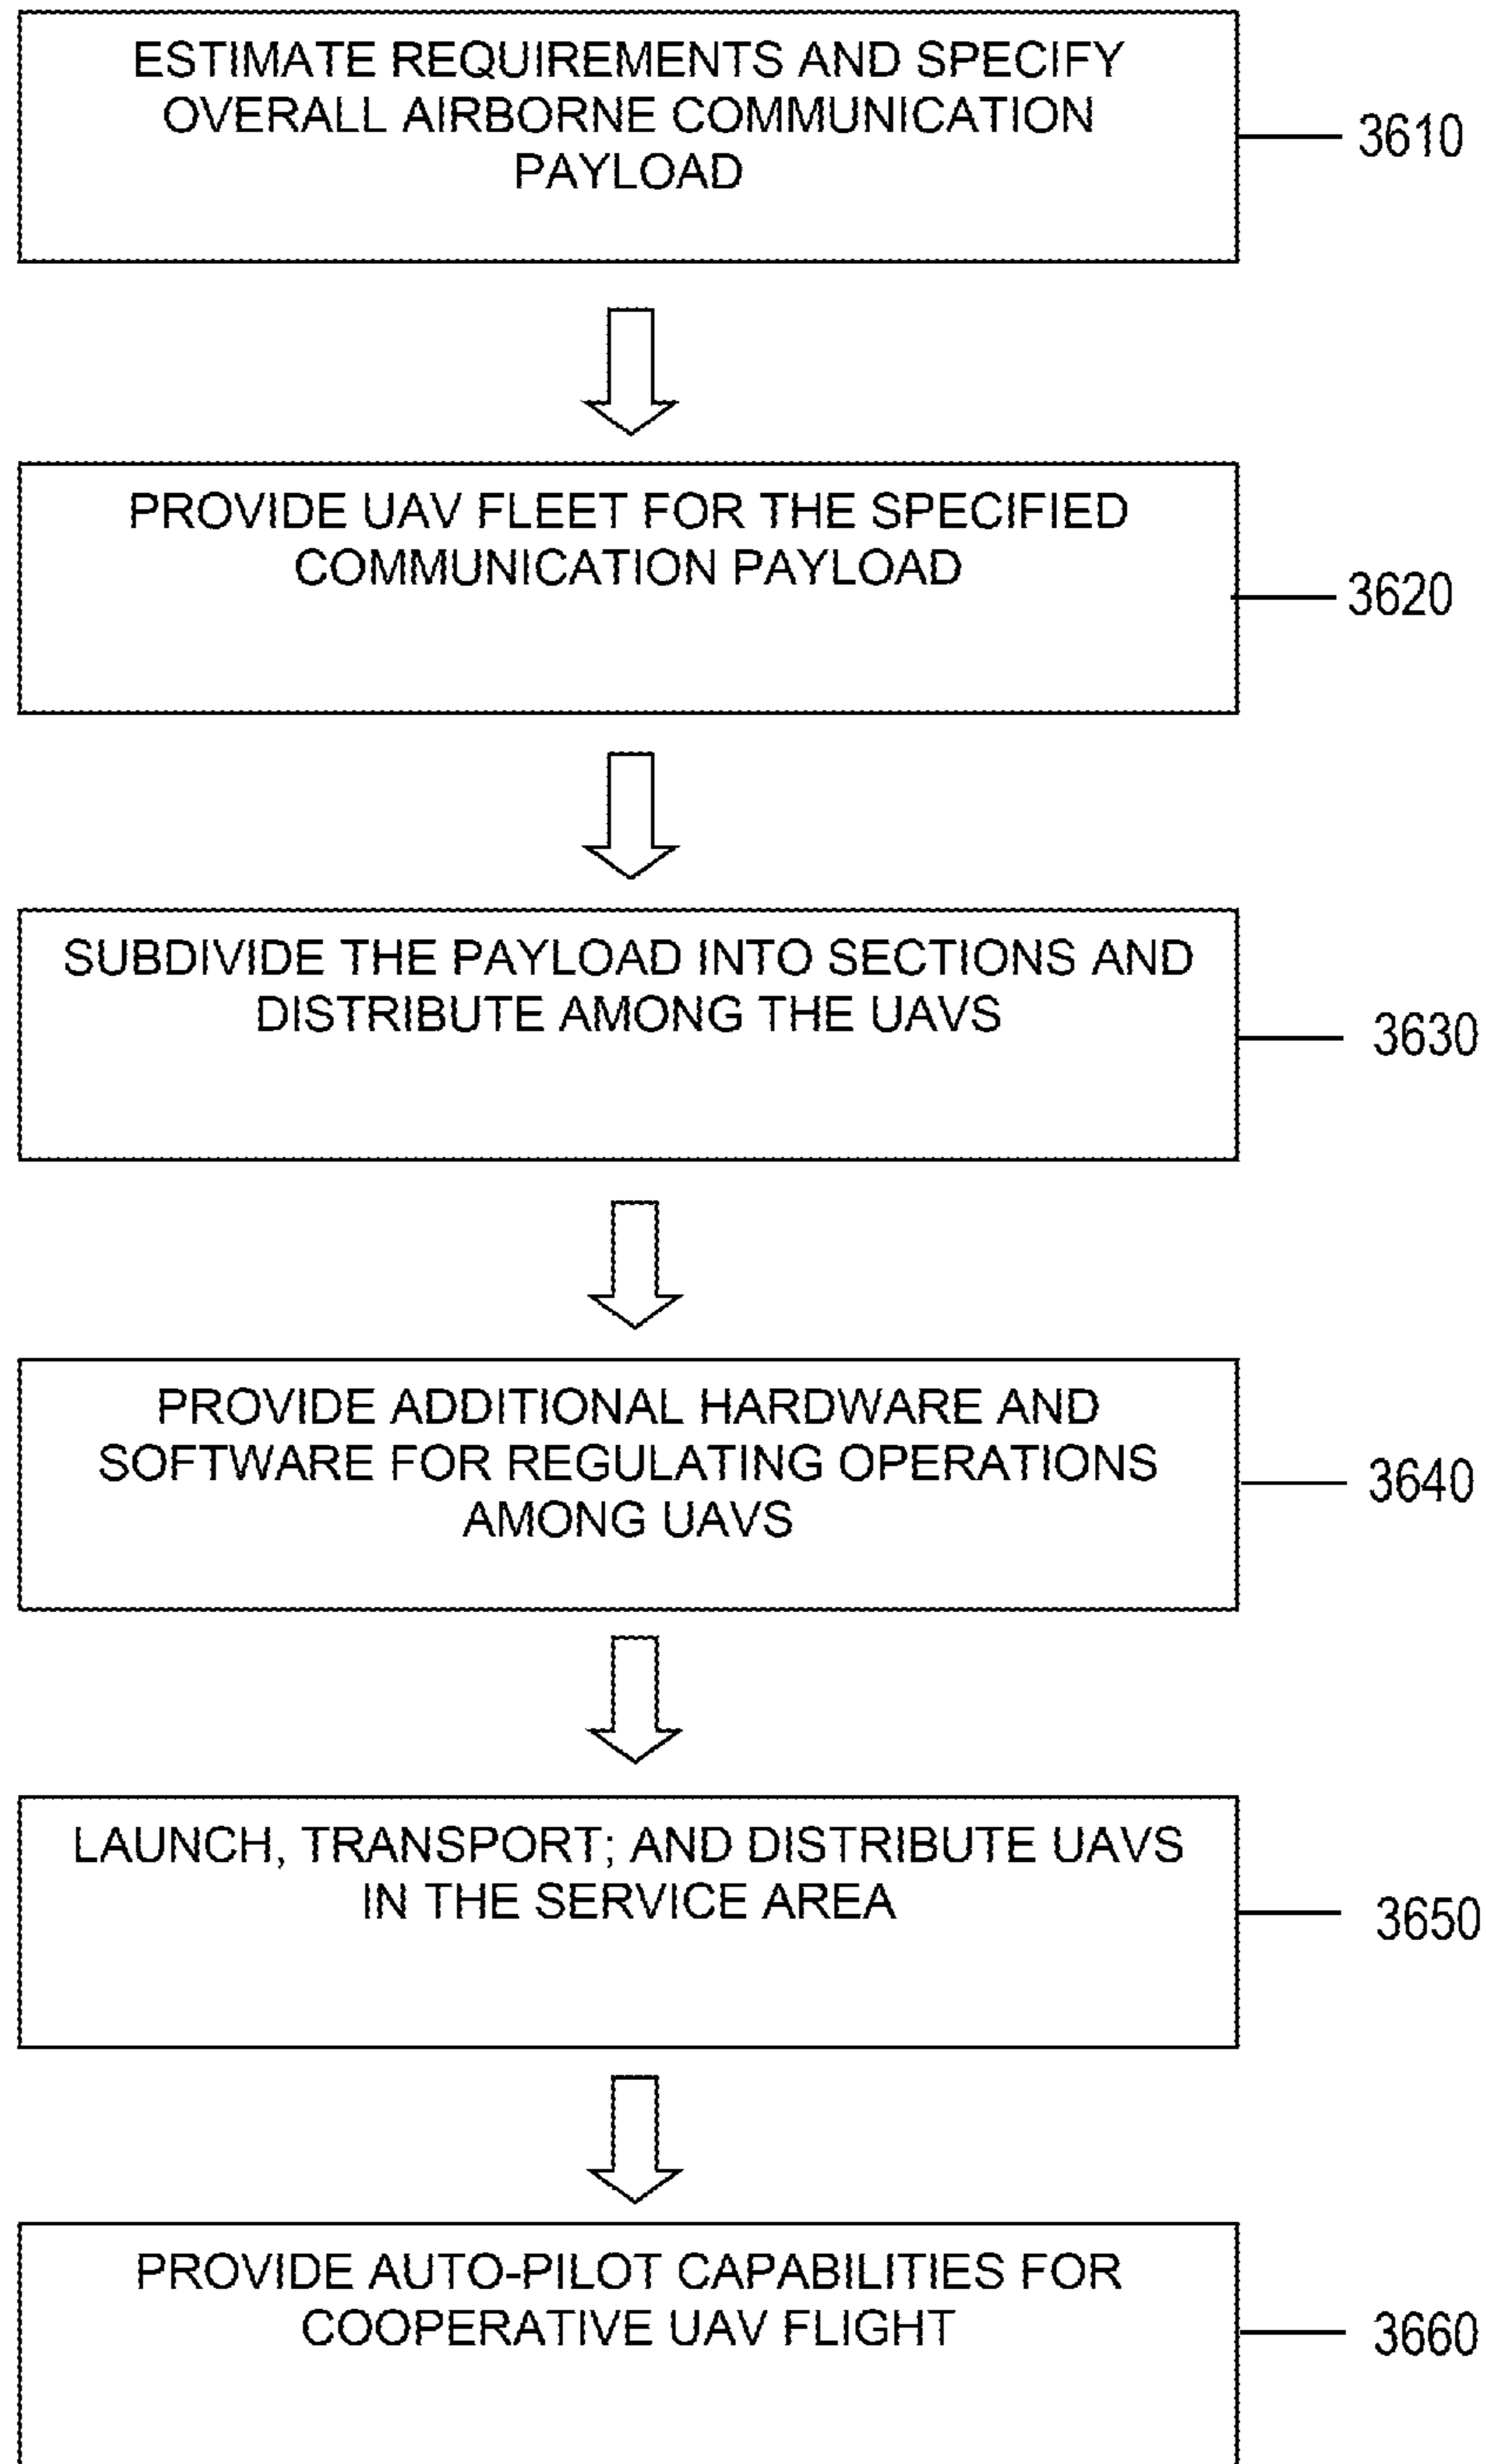 ESTIMATE REQUIREMENTS AND SPECIFY
OVERALL AIRBORNE COMMUNICATION
PAYLOAD
3610
PROVIDE UAV FLEET FOR THE SPECIFIED
COMMUNICATION PAYLOAD
3620
SUBDIVIDE THE PAYLOAD INTO SECTIONS AND
DISTRIBUTE AMONG THE UAVS
3630
PROVIDE ADDITIONAL HARDWARE AND
SOFTWARE FOR REGULATING OPERATIONS
AMONG UAVS
3640
LAUNCH, TRANSPORT; AND DISTRIBUTE UAVS
IN THE SERVICE AREA
3650
PROVIDE AUTO-PILOT CAPABILITIES FOR
COOPERATIVE UAV FLIGHT
3660